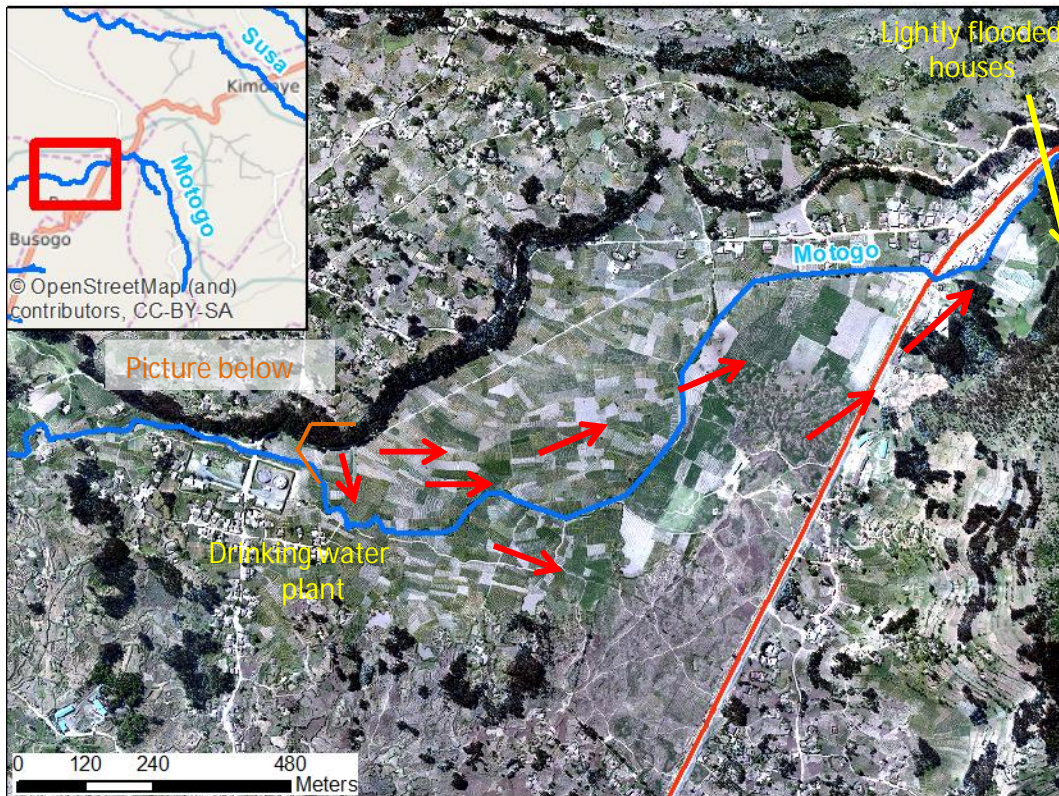 Susa
Kimonye
Motogo
Busogo
© OpenStreetMap (and)
contributors, CC-BY-SA
Lightly flooded
houses
Motogo
Picture below
Drinking water
plant
0 120 240 480
Meters